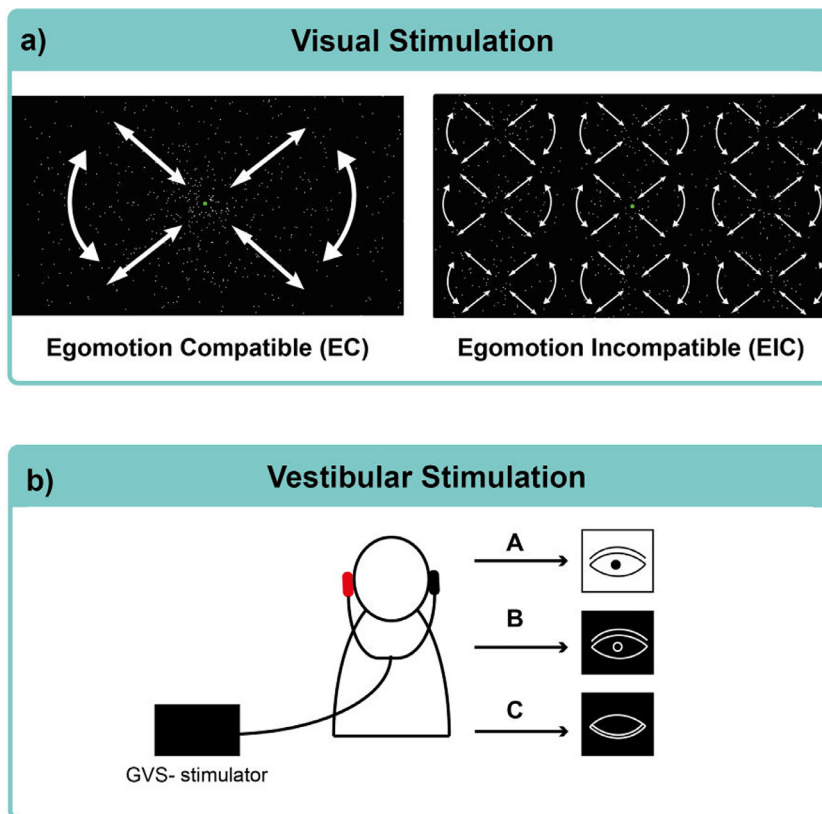 a)
Visual Stimulation
Egomotion Compatible (EC)
Egomotion Incompatible (EIC)
b)
Vestibular Stimulation
A
B
C
GVS- stimulator